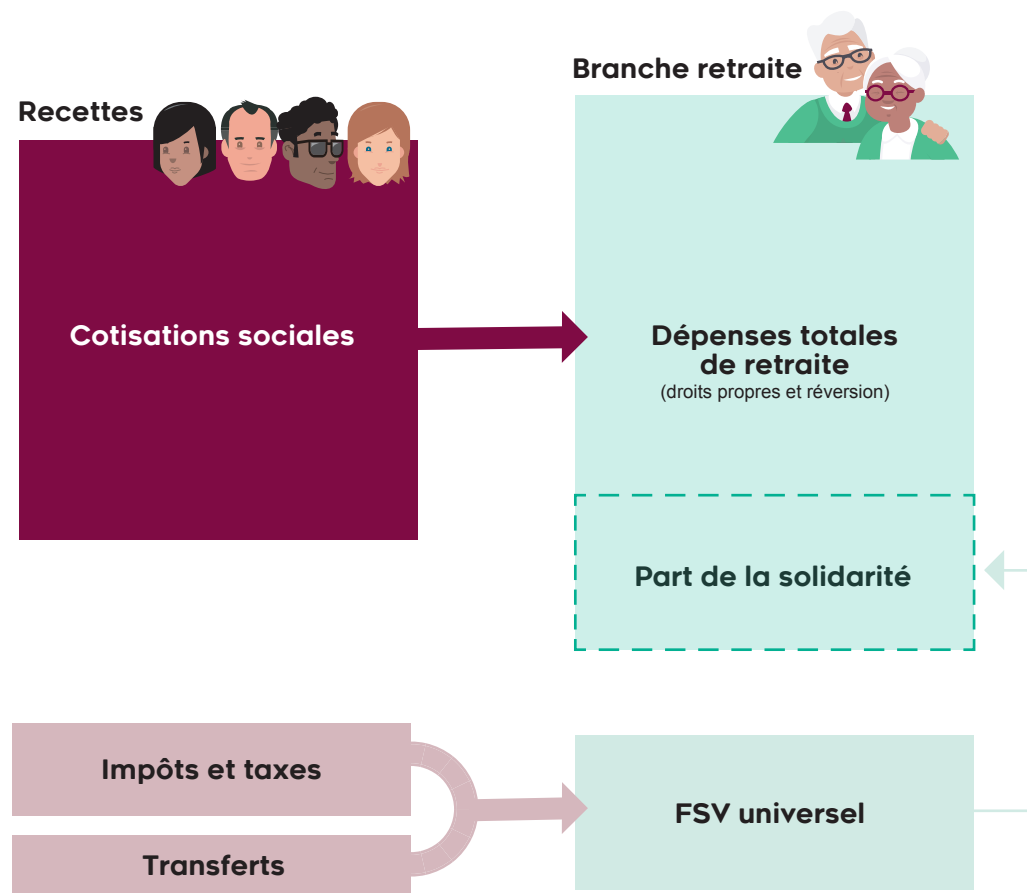 Branche retraite
Recettes
Cotisations sociales
Dépenses totales
de retraite
(droits propres et réversion)
Part de la solidarité
Impôts et taxes
FSV universel
Transferts